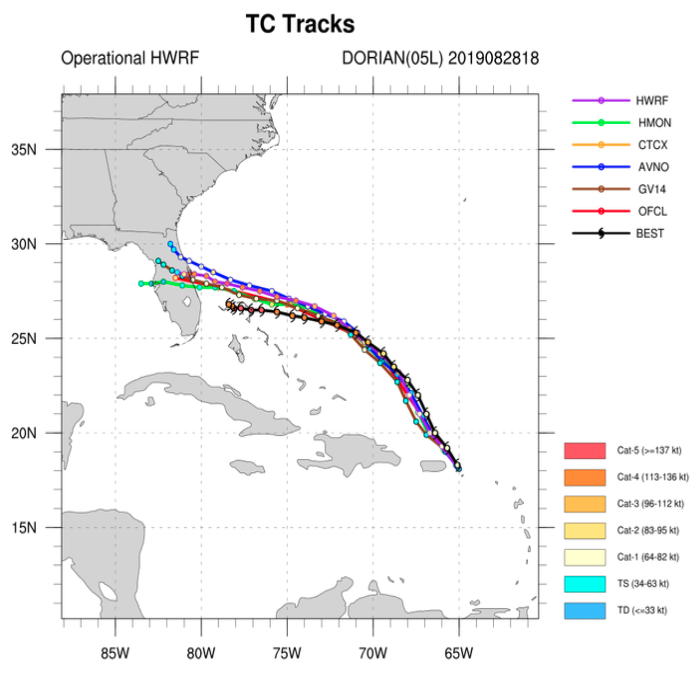 TC Tracks
Operational HWRF
DORIAN(05L) 2019082818
HWRF
HMON
CTCX
AVNO
GV14
OFCL
BEST
35N
30N
25N
20N
15N
Cat-5 (>=137 kt)
Cat-4 (113-136 kt)
Cat-3 (96-112 kt)
Cat-2 (83-95 kt)
Cat-1 (64-82 kt)
TS (34-63 kt)
TD (<=33 kt)
85W
80W
75W
70W
65W